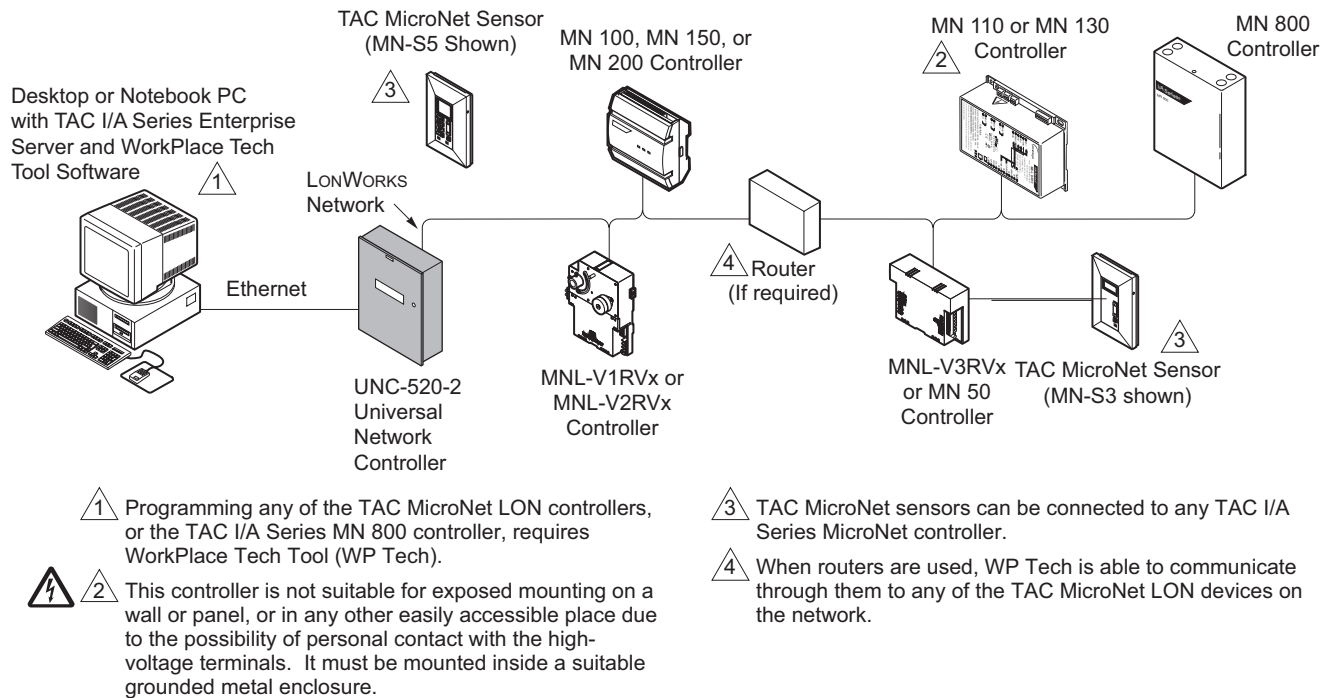 TAC MicroNet Sensor
(MN-S5 Shown)
3
MN 100, MN 150, or
MN 200 Controller
MN 110 or MN 130
Controller
2
MN 800
Controller
Desktop or Notebook PC
with TAC I/A Series Enterprise
Server and WorkPlace Tech
Tool Software
1
LONWORKS
Network
Ethernet
4
Router
(If required)
UNC-520-2
Universal
Network
Controller
MNL-V1RVx or
MNL-V2RVx
Controller
MNL-V3RVx
or MN 50
Controller
3
TAC MicroNet Sensor
(MN-S3 shown)
1 Programming any of the TAC MicroNet LON controllers,
or the TAC I/A Series MN 800 controller, requires
WorkPlace Tech Tool (WP Tech).
2 This controller is not suitable for exposed mounting on a
wall or panel, or in any other easily accessible place due
to the possibility of personal contact with the high-
voltage terminals. It must be mounted inside a suitable
grounded metal enclosure.
3 TAC MicroNet sensors can be connected to any TAC I/A
Series MicroNet controller.
4 When routers are used, WP Tech is able to communicate
through them to any of the TAC MicroNet LON devices on
the network.